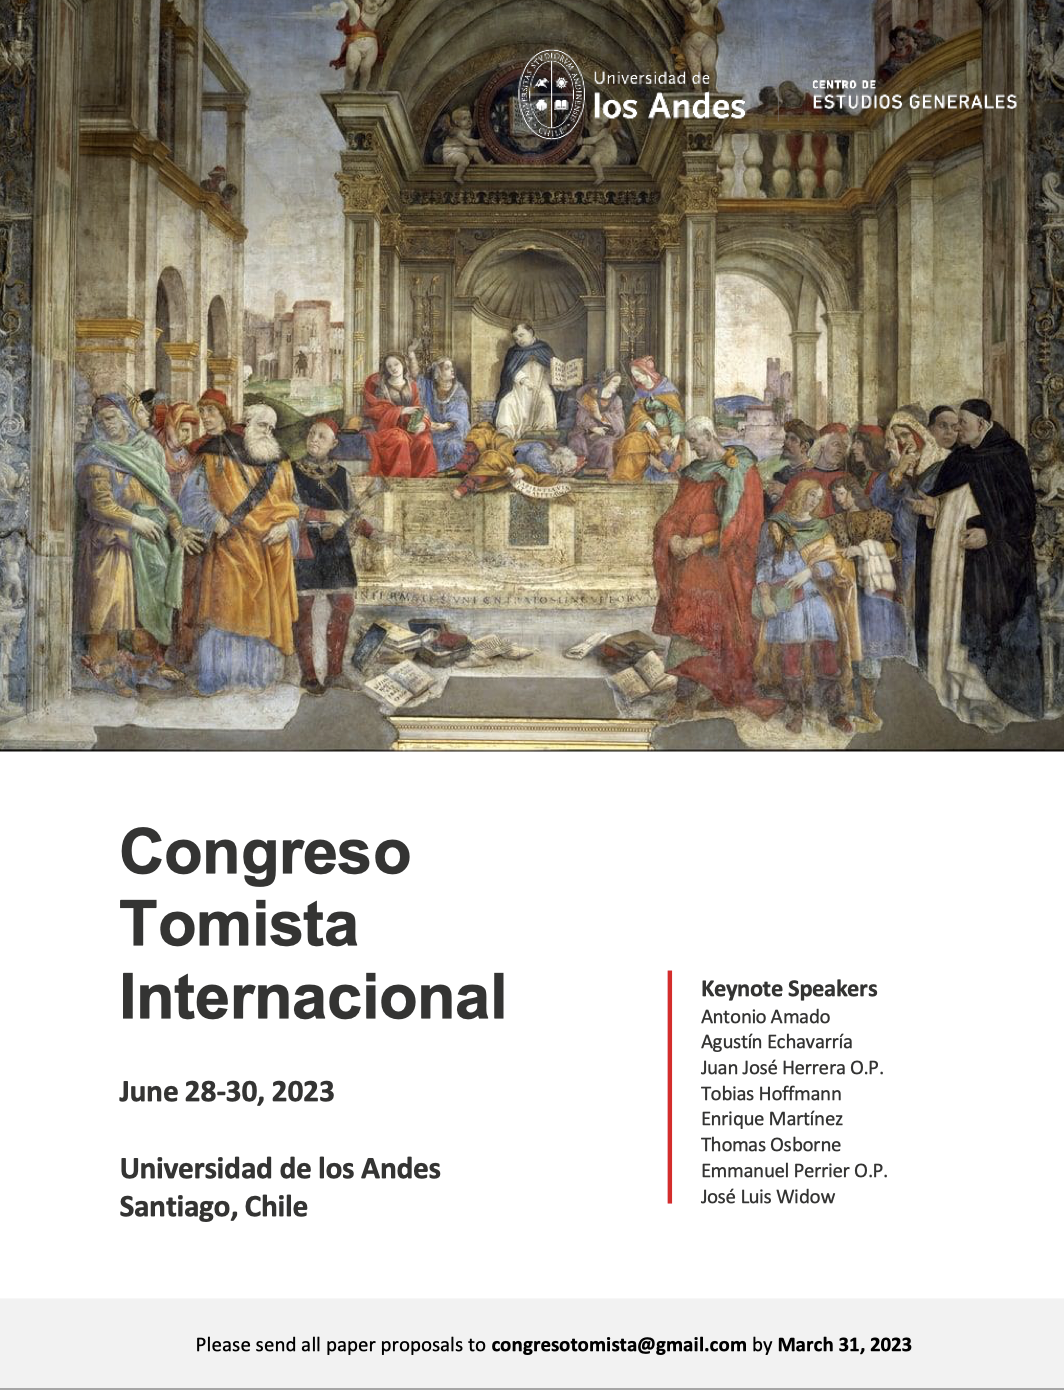 Universidad de
los Andes
CENTRO DE
ESTUDIOS GENERALES
Congreso
Tomista
Internacional
June 28-30, 2023
Universidad de los Andes
Santiago, Chile
Keynote Speakers
Antonio Amado
Agustín Echavarría
Juan José Herrera O.P.
Tobias Hoffmann
Enrique Martínez
Thomas Osborne
Emmanuel Perrier O.P.
José Luis Widow
Please send all paper proposals to congresotomista@gmail.com by March 31, 2023